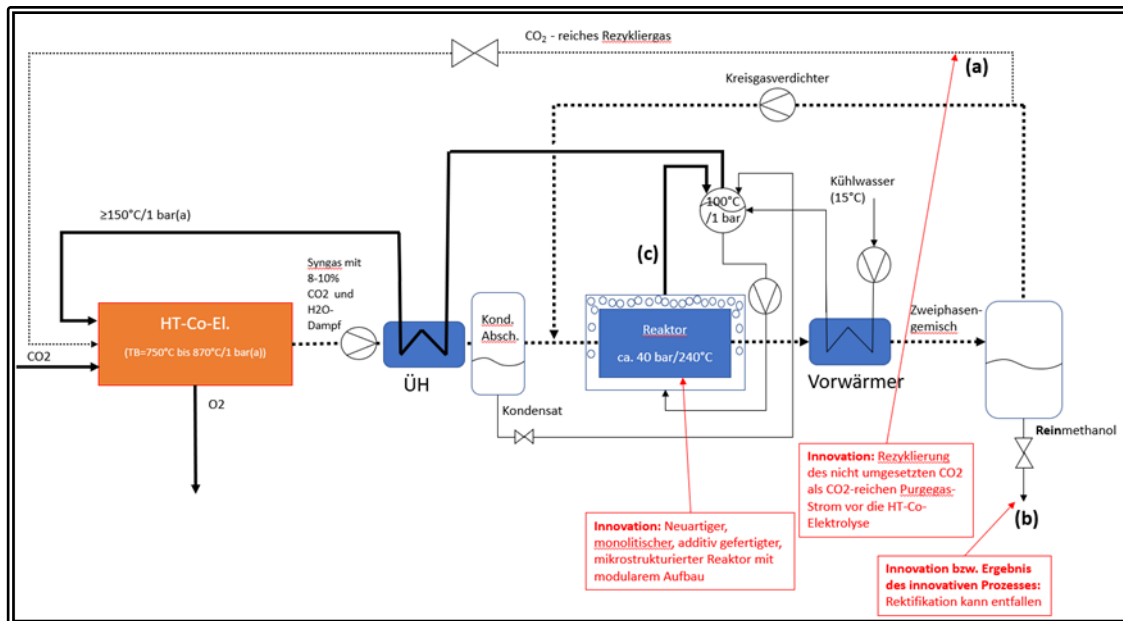 CO2 - reiches Rezykliergas
(a)
Kreisgasverdichter
Kühlwasser
(15°C)
100°C
/1 bar
≥150°C/1 bar(a)
(c)
Syngas mit
8-10%
CO2 und
H2O-
Dampf
HT-Co-El.
(TB=750°C bis 870°C/1 bar(a))
CO2
O2
ÜH
Kond.
Absch.
Kondensat
Reaktor
ca. 40 bar/240°C
Vorwärmer
Zweiphasen-
gemisch
Reinmethanol
(b)
Innovation: Rezyklierung
des nicht umgesetzten CO2
als CO2-reichen Purgegas-
Strom vor die HT-Co-
Elektrolyse
Innovation: Neuartiger,
monolitischer, additiv gefertigter,
mikrostrukturierter Reaktor mit
modularem Aufbau
Innovation bzw. Ergebnis
des innovativen Prozesses:
Rektifikation kann entfallen